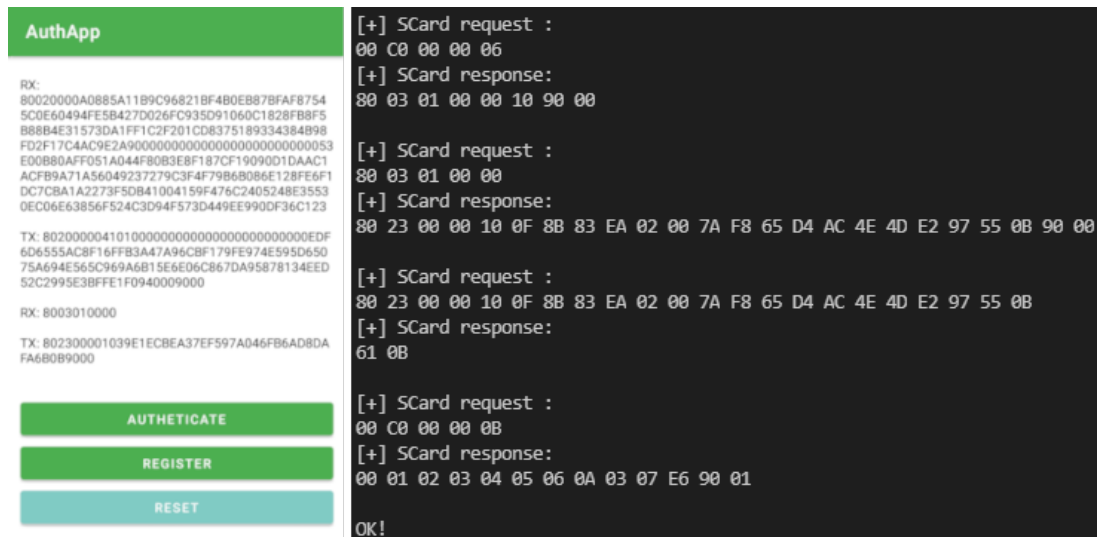 AuthApp
RX:
80020000A0885A11B9C96821BF4B0EB87BFAF8754
5C0E60494FE5B427D026FC935D91060C1828FB8F5
B88B4E31573DA1FF1C2F201CD8375189334384B98
FD2F17C4AC9E2A9000000000000000000000000053
E00B80AFF051A044F80B3E8F187CF19090D1DAAC1
ACFB9A71A56049237279C3F4F79B6B086E128FE6F1
DC7CBA1A2273F5DB41004159F476C2405248E3553
0EC06E63856F524C3D94F573D449EE990DF36C123
TX: 80200000410100000000000000000000000EDF
6D6555AC8F16FFB3A47A96CBF179FE974E595D650
75A694E565C969A6B15E6E06C867DA95878134EED
52C2995E3BFFE1F0940009000
RX: 8003010000
TX: 802300001039E1ECBEA37EF597A046FB6AD8DA
FA6B0B9000
AUTHETICATE
REGISTER
RESET
[+] SCard request :
00 C0 00 00 06
[+] SCard response:
80 03 01 00 00 10 90 00
[+] SCard request :
80 03 01 00 00
[+] SCard response:
80 23 00 00 10 0F 8B 83 EA 02 00 7A F8 65 D4 AC 4E 4D E2 97 55 0B 90 00
[+] SCard request :
80 23 00 00 10 0F 8B 83 EA 02 00 7A F8 65 D4 AC 4E 4D E2 97 55 0B
[+] SCard response:
61 0B
[+] SCard request :
00 C0 00 00 0B
[+] SCard response:
00 01 02 03 04 05 06 0A 03 07 E6 90 01
OK!